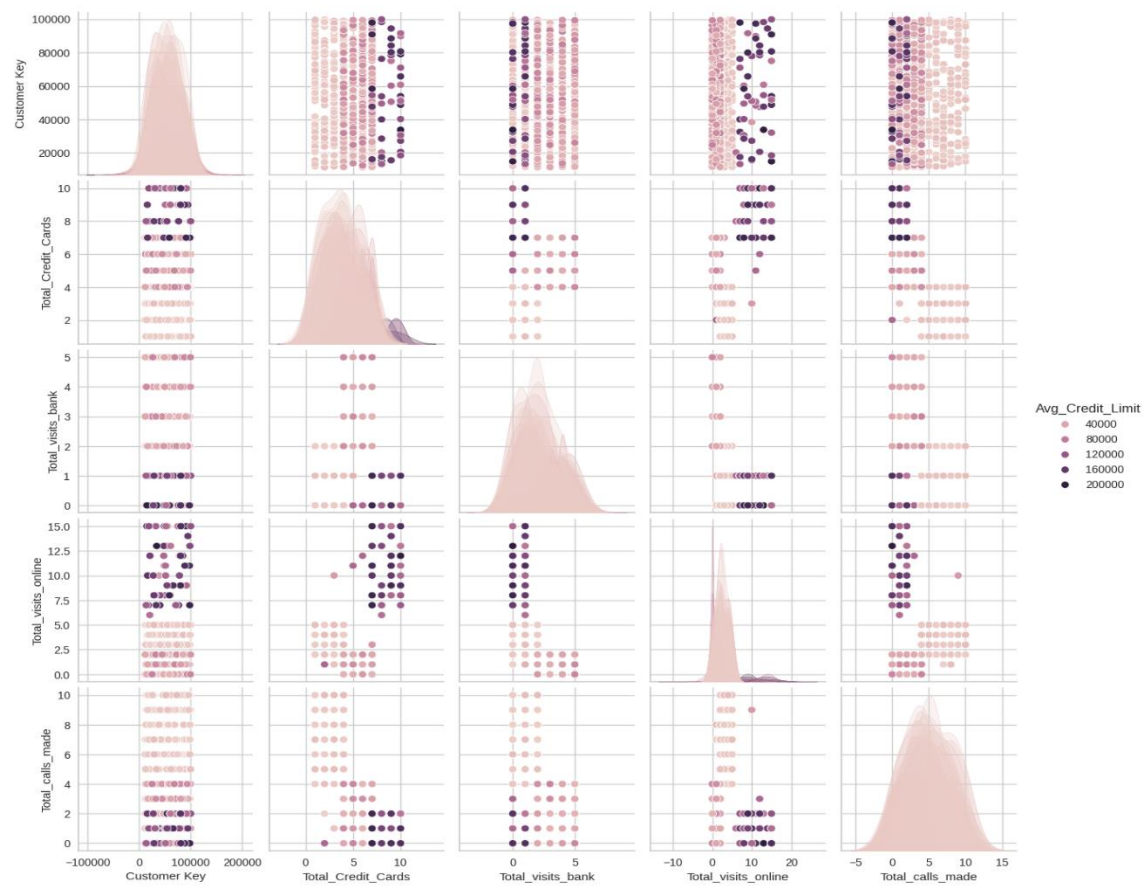 100000
80000
60000
40000
20000
Customer Key
10
8
6
4
2
Total_Credit_Cards
5
4
3
2
1
0
Total_visits_bank
Avg_Credit_Limit
40000
80000
120000
160000
200000
15.0
12.5
10.0
7.5
5.0
2.5
0.0
Total_visits_online
10
8
6
4
2
0
Total_calls_made
−100000 0 100000 200000
Customer Key
0 5 10
Total_Credit_Cards
0 5
Total_visits_bank
−10 0 10 20
Total_visits_online
−5 0 5 10 15
Total_calls_made